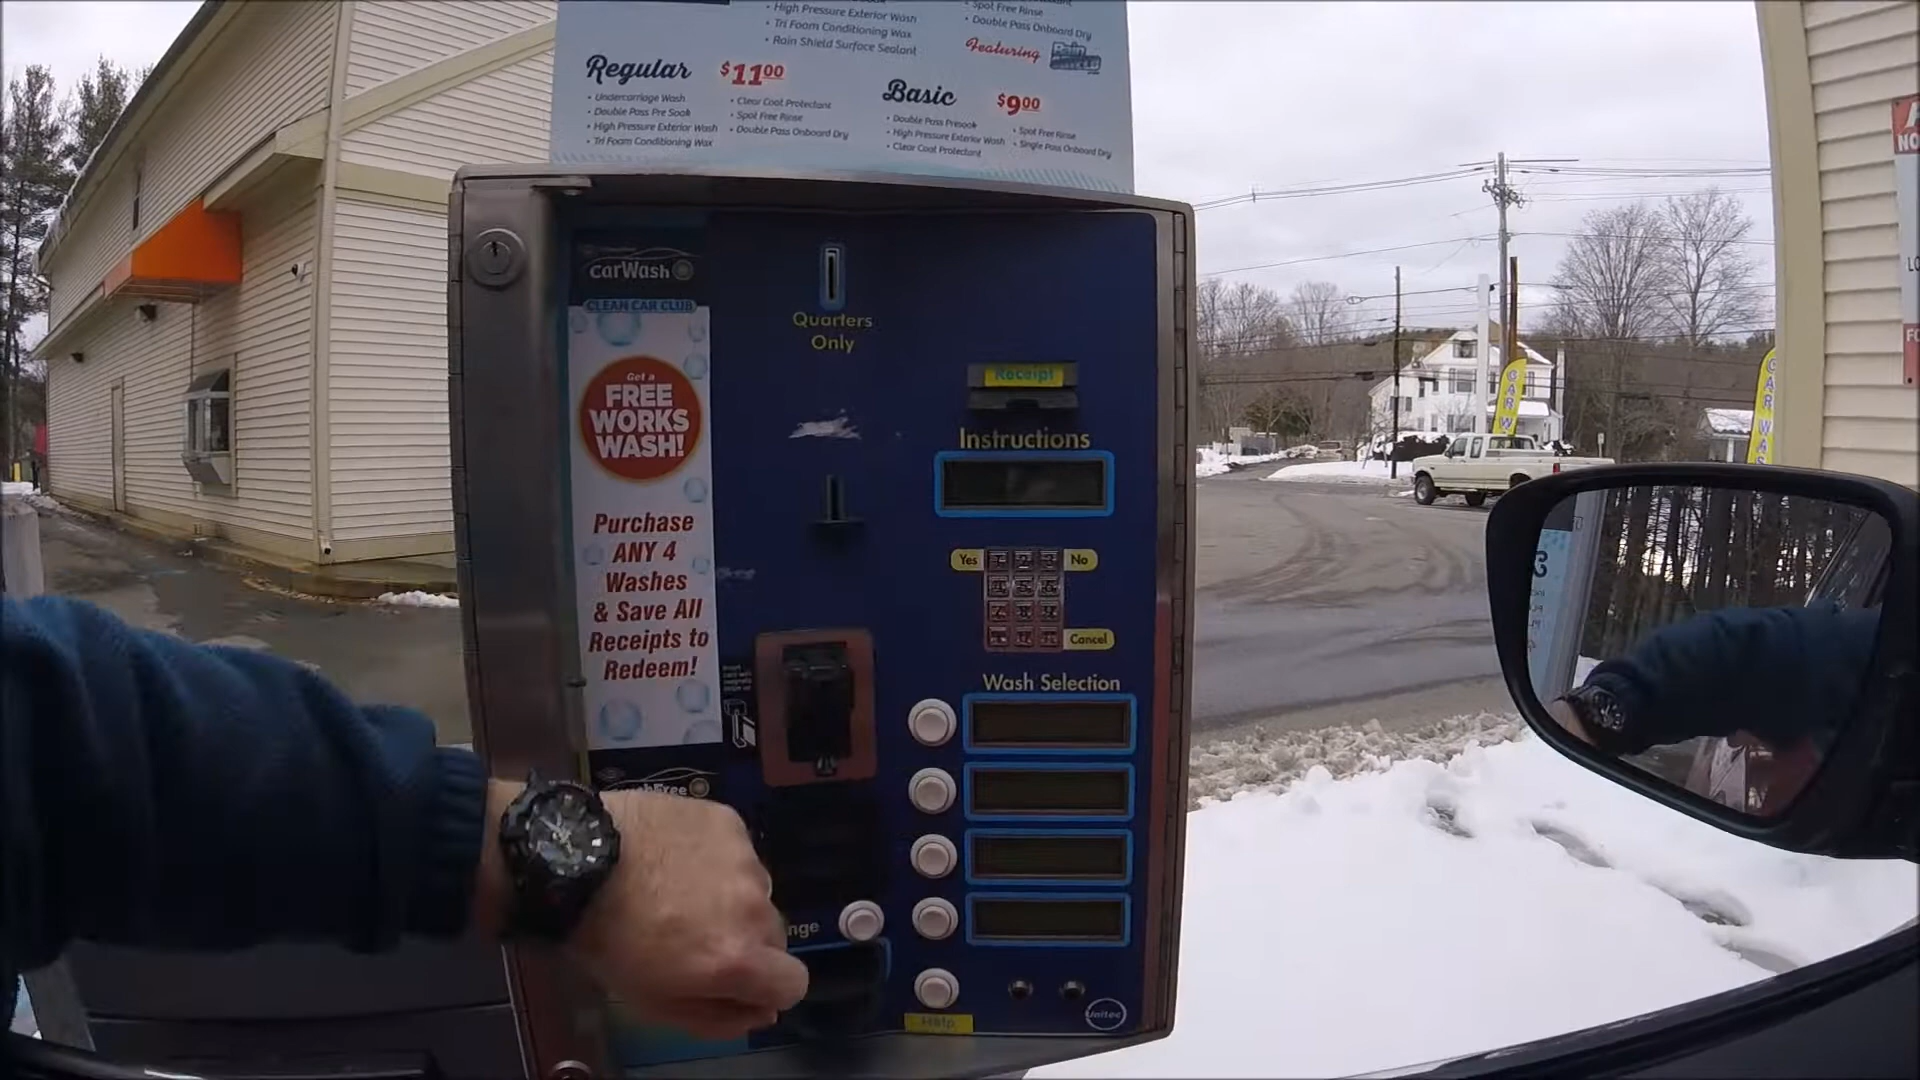 • High Pressure Exterior Wash
• Tri Foam Conditioning Wax
• Rain Shield Surface Sealant
• Spot Free Rinse
• Double Pass Onboard Dry
Featuring
Regular $11.00
• Undercarriage Wash
• Double Pass Pre Soak
• High Pressure Exterior Wash
• Tri Foam Conditioning Wax
• Clear Coat Protectant
• Spot Free Rinse
• Double Pass Onboard Dry
Basic $9.00
• Double Pass Presoak
• High Pressure Exterior Wash
• Clear Coat Protectant
• Spot Free Rinse
• Single Pass Onboard Dry
CarWash
CLEAN CAR CLUB
Get a
FREE
WORKS
WASH!
Purchase
ANY 4
Washes
& Save All
Receipts to
Redeem!
Quarters
Only
Receipt
Instructions
Yes
No
Cancel
Wash Selection
Help
Unitec
CAR W
CAR WAS
NO